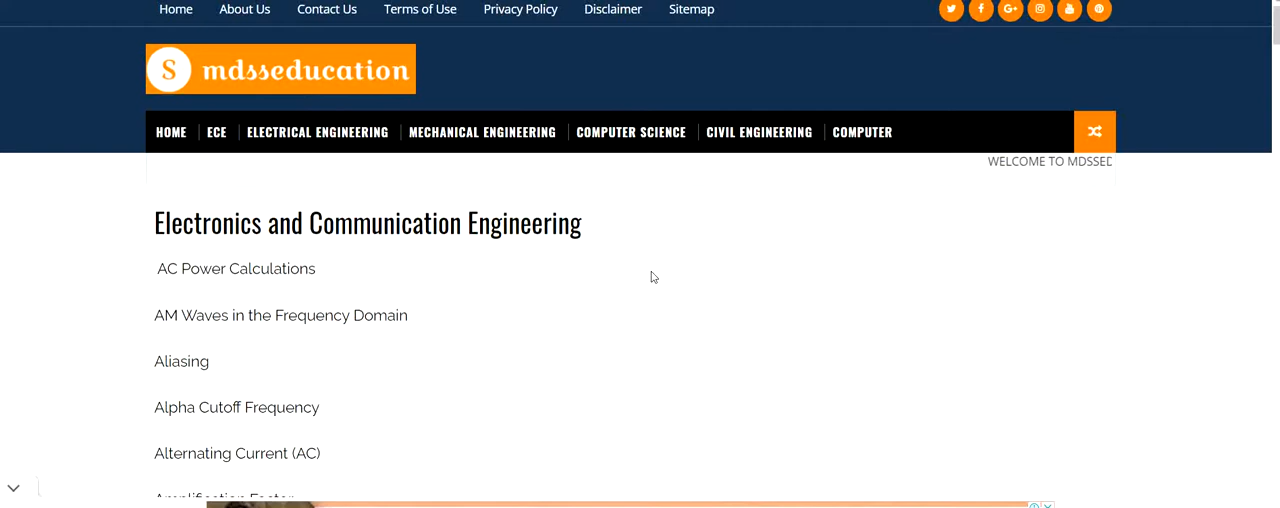 Home About Us Contact Us Terms of Use Privacy Policy Disclaimer Sitemap
S mdsseducation
HOME ECE ELECTRICAL ENGINEERING MECHANICAL ENGINEERING COMPUTER SCIENCE CIVIL ENGINEERING COMPUTER
WELCOME TO MDSSED
Electronics and Communication Engineering
AC Power Calculations
AM Waves in the Frequency Domain
Aliasing
Alpha Cutoff Frequency
Alternating Current (AC)
Amplification Factor